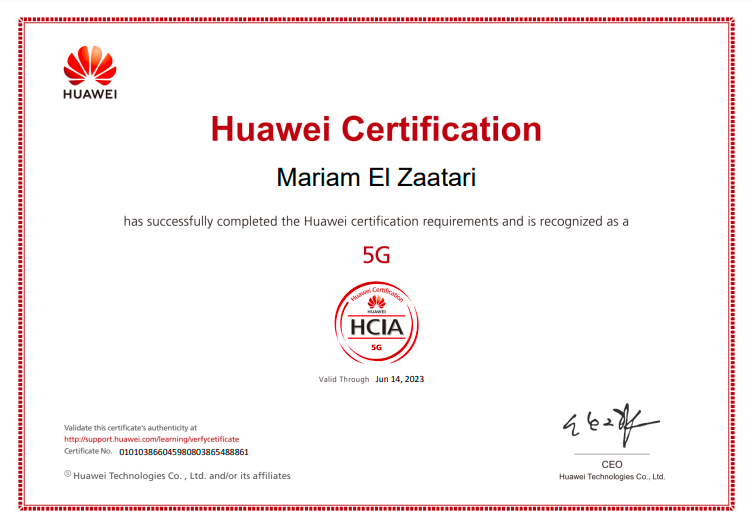 HUAWEI
Huawei Certification
Mariam El Zaatari
has successfully completed the Huawei certification requirements and is recognized as a
5G
Huawei Certification
HUAWEI
HCIA
5G
Valid Through Jun 14, 2023
Validate this certificate's authenticity at
http://support.huawei.com/learning/verfycetificate
Certificate No. 010103866045980803865488861
© Huawei Technologies Co. , Ltd. and/or its affiliates
CEO
Huawei Technologies Co., Ltd.